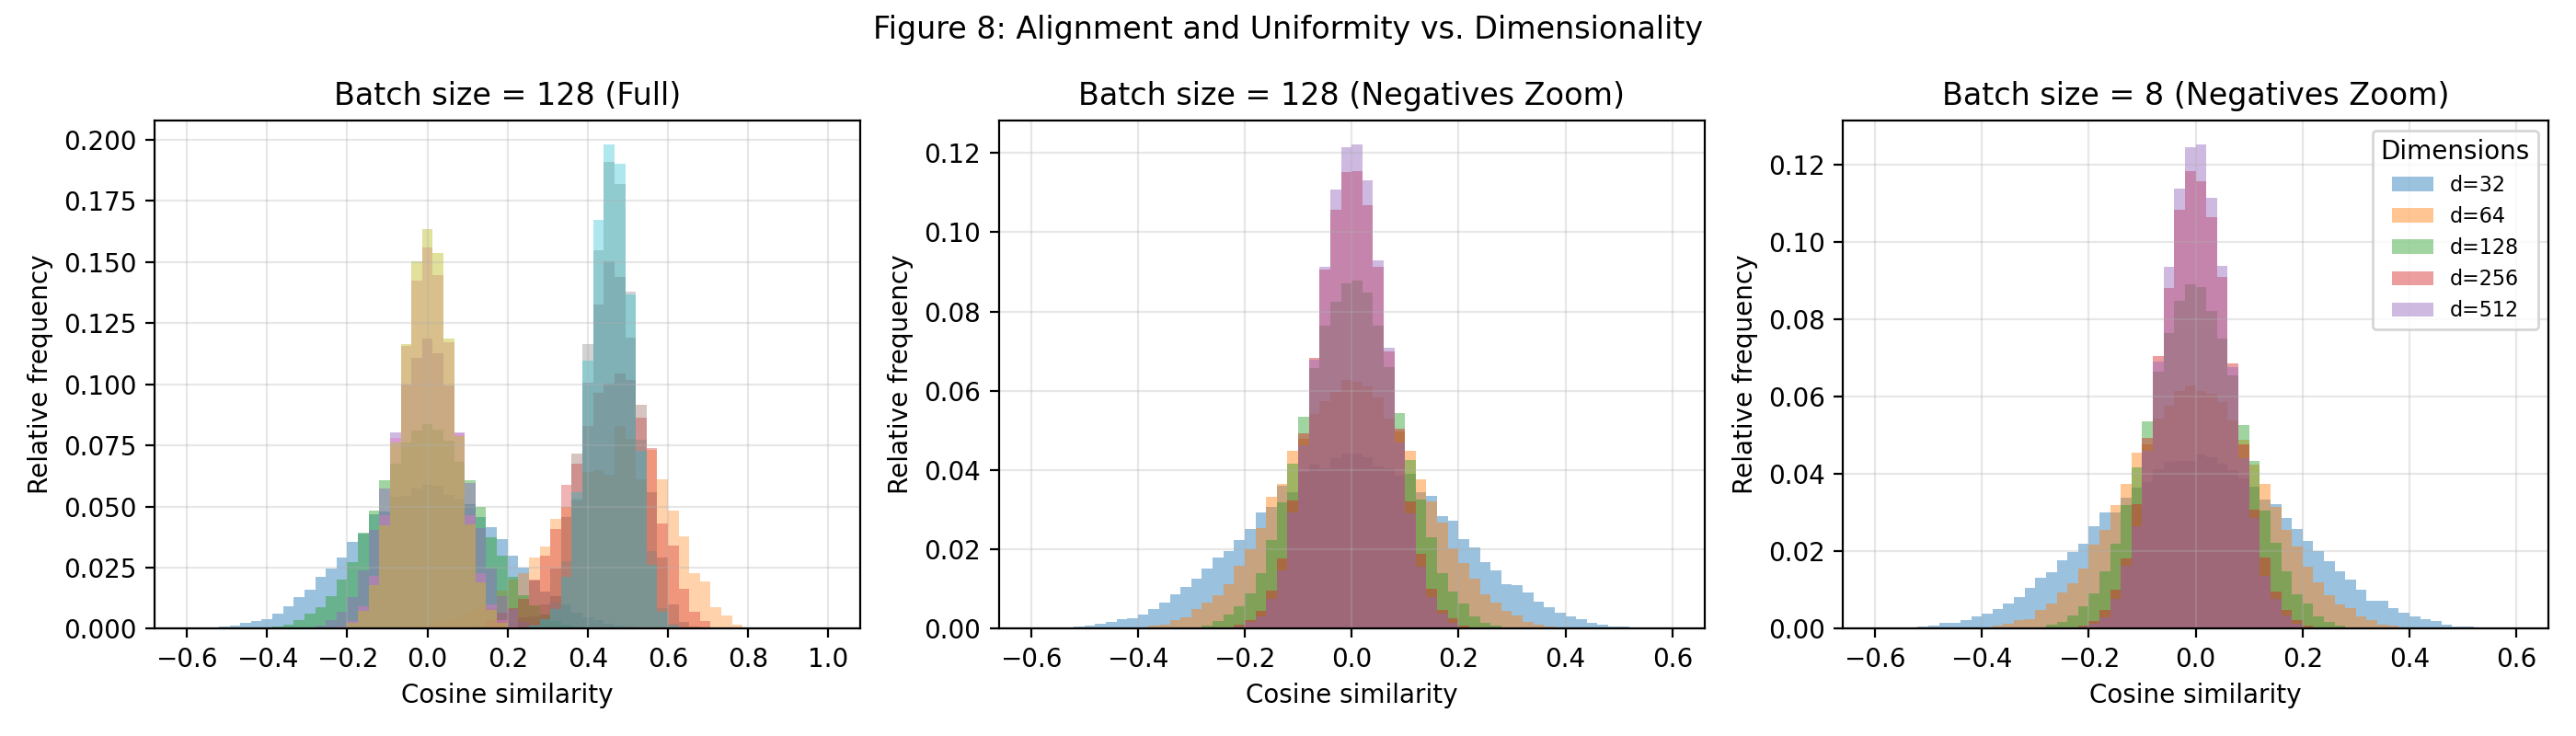 Figure 8: Alignment and Uniformity vs. Dimensionality
Batch size = 128 (Full)
Relative frequency
0.200
0.175
0.150
0.125
0.100
0.075
0.050
0.025
0.000
−0.6 −0.4 −0.2 0.0 0.2 0.4 0.6 0.8 1.0
Cosine similarity
Batch size = 128 (Negatives Zoom)
Relative frequency
0.12
0.10
0.08
0.06
0.04
0.02
0.00
−0.6 −0.4 −0.2 0.0 0.2 0.4 0.6
Cosine similarity
Batch size = 8 (Negatives Zoom)
Relative frequency
0.12
0.10
0.08
0.06
0.04
0.02
0.00
−0.6 −0.4 −0.2 0.0 0.2 0.4 0.6
Cosine similarity
Dimensions
d=32
d=64
d=128
d=256
d=512